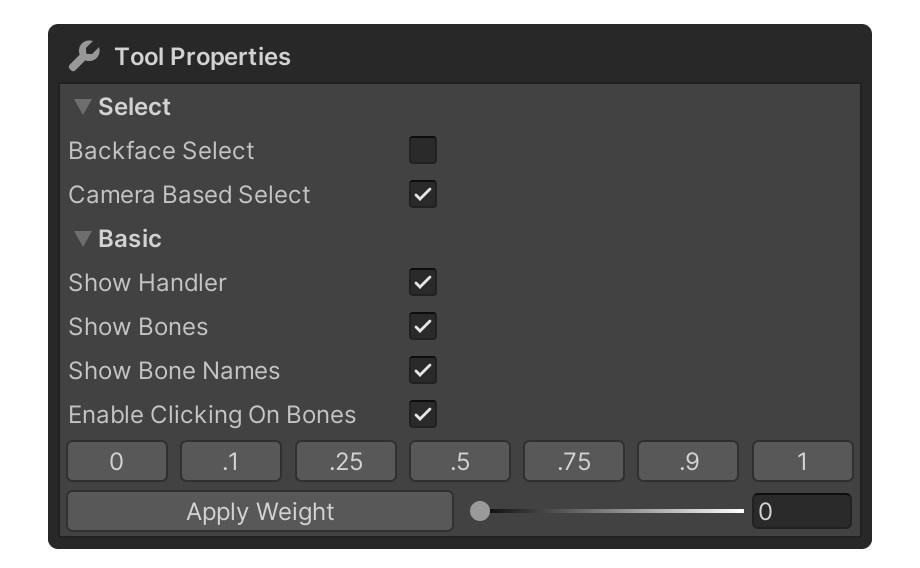 Tool Properties
Select
Backface Select
Camera Based Select
Basic
Show Handler
Show Bones
Show Bone Names
Enable Clicking On Bones
0 .1 .25 .5 .75 .9 1
Apply Weight 0